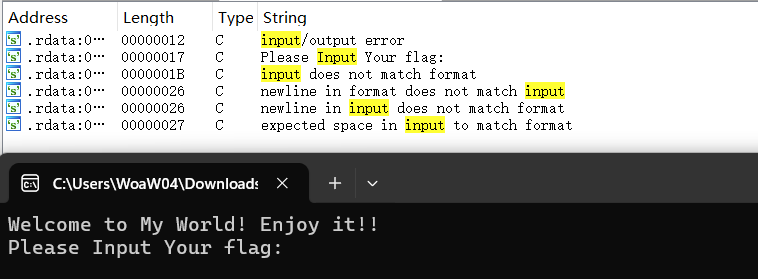 Address Length Type String
.rdata:0… 00000012 C input/output error
.rdata:0… 00000017 C Please Input Your flag:
.rdata:0… 0000001B C input does not match format
.rdata:0… 00000026 C newline in format does not match input
.rdata:0… 00000026 C newline in input does not match format
.rdata:0… 00000027 C expected space in input to match format
C:\Users\WoaW04\Downloads
Welcome to My World! Enjoy it!!
Please Input Your flag: